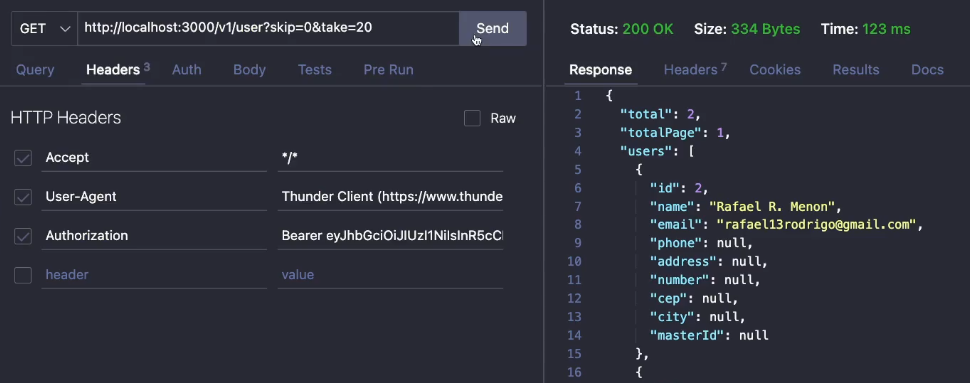 GET http://localhost:3000/v1/user?skip=0&take=20 Send
Query Headers 3 Auth Body Tests Pre Run
HTTP Headers Raw
Accept */*
User-Agent Thunder Client (https://www.thunde
Authorization Bearer eyJhbGciOiJIUzI1NiIsInR5cCI
header value
Status: 200 OK Size: 334 Bytes Time: 123 ms
Response Headers 7 Cookies Results Docs
1 {
2 "total": 2,
3 "totalPage": 1,
4 "users": [
5 {
6 "id": 2,
7 "name": "Rafael R. Menon",
8 "email": "rafael13rodrigo@gmail.com",
9 "phone": null,
10 "address": null,
11 "number": null,
12 "cep": null,
13 "city": null,
14 "masterId": null
15 },
16 {